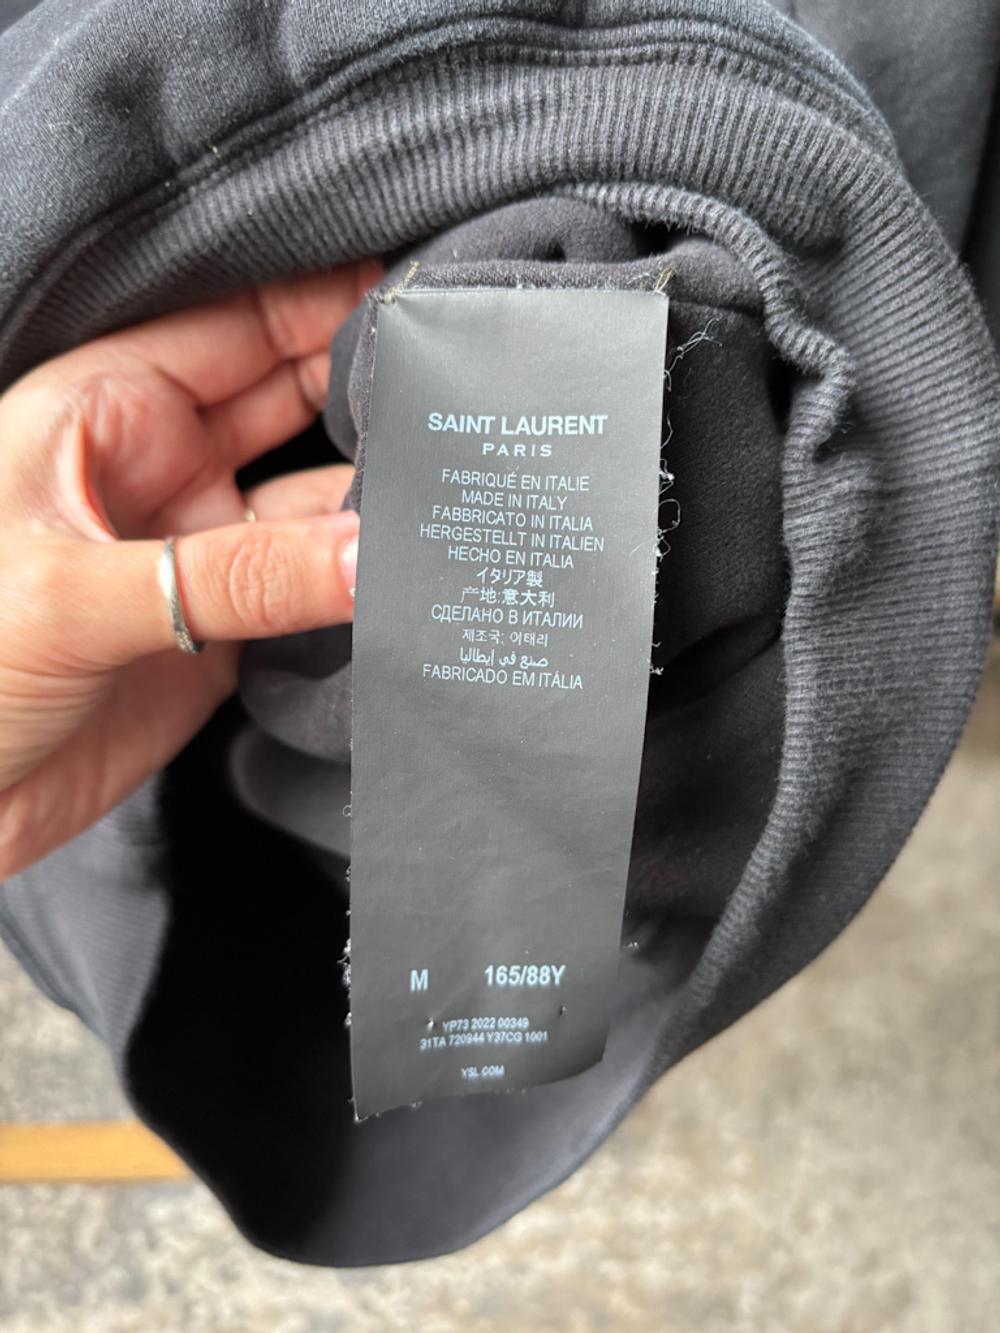 SAINT LAURENT
PARIS
FABRIQUÉ EN ITALIE
MADE IN ITALY
FABBRICATO IN ITALIA
HERGESTELLT IN ITALIEN
HECHO EN ITALIA
イタリア製
产地:意大利
СДЕЛАНО В ИТАЛИИ
제조국: 이태리
صنع في إيطاليا
FABRICADO EM ITÁLIA
M 165/88Y
YP73 2022 00349
31TA 720944 Y37CG 1001
YSL.COM